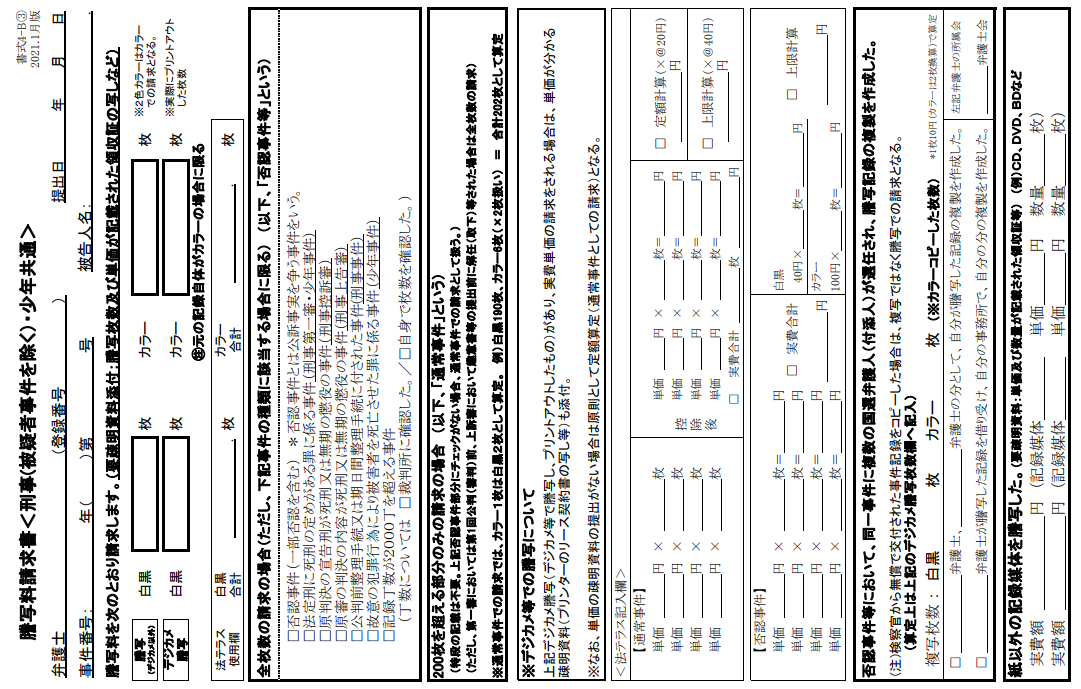 書式4-B③
2021.1月版
謄写料請求書<刑事(被疑者事件を除く)・少年共通>
弁護士　(登録番号　)　提出日　年　月　日
事件番号：　年（　）第　号　被告人名：　.
謄写料を次のとおり請求します。(要疎明資料添付：謄写枚数及び単価が記載された領収証の写しなど)
謄写
(デジカメ以外)
白黒　枚　カラー　枚
※2色カラーはカラーでの請求となる。
デジカメ
謄写
白黒　枚　カラー　枚
※実際にプリントアウトした枚数
㊟元の記録自体がカラーの場合に限る
法テラス
使用欄
白黒
合計　枚
カラー
合計　枚
全枚数の請求の場合(ただし、下記事件の種類に該当する場合に限る)（以下、「否認事件等」という)
□否認事件（一部否認を含む）　＊否認事件とは公訴事実を争う事件をいう。
□法定刑に死刑の定めがある罪に係る事件(刑事第一審・少年事件)
□原判決の宣告刑が死刑又は無期の懲役の事件(刑事控訴審)
□原審の判決の内容が死刑又は無期の懲役の事件(刑事上告審)
□公判前整理手続又は期日間整理手続に付された事件(刑事事件)
□故意の犯罪行為により被害者を死亡させた罪に係る事件(少年事件)
□記録丁数が2000丁を超える事件
（丁数については　□裁判所に確認した。／□自身で枚数を確認した。）
200枚を超える部分のみの請求の場合（以下、「通常事件」という)
(特段の記載は不要。上記否認事件部分にチェックがない場合、通常事件での請求として扱う。)
(ただし、第一審においては第1回公判(審判)前、上訴審において趣意書等の提出前に解任(取下)等された場合は全枚数の請求)
※通常事件での請求では、カラー1枚は白黒2枚として算定。　例）白黒190枚、カラー6枚(×2枚扱い)　＝　合計202枚として算定
※デジカメ等での謄写について
上記デジカメ謄写(デジカメ等で謄写し、プリントアウトしたもの)があり、実費単価の請求をされる場合は、単価が分かる
疎明資料(プリンターのリース契約書の写し等)も添付。
※なお、単価の疎明資料の提出がない場合は原則として定額算定(通常事件としての請求)となる。
<法テラス記入欄>
【通常事件】
単価　円 ×　枚
単価　円 ×　枚
単価　円 ×　枚
単価　円 ×　枚
控除後
単価　円 ×　枚＝　円
単価　円 ×　枚＝　円
単価　円 ×　枚＝　円
単価　円 ×　枚＝　円
□　実費合計　枚　円
□　定額計算(×@20円)
円
□　上限計算(×@40円)
円
【否認事件】
単価　円 ×　枚＝　円
単価　円 ×　枚＝　円
単価　円 ×　枚＝　円
単価　円 ×　枚＝　円
□　実費合計
円
白黒
40円×　枚＝　円
カラー
100円×　枚＝　円
□　上限計算
円
否認事件等において、同一事件に複数の国選弁護人(付添人)が選任され、謄写記録の複製を作成した。
(注)検察官から無償で交付された事件記録をコピーした場合は、複写ではなく謄写での請求となる。
(算定上は上記のデジカメ謄写枚数欄へ記入)
複写枚数：　白黒　枚　カラー　枚　(※カラーコピーした枚数)　*1枚10円(カラーは2枚換算)で算定
□　弁護士、　弁護士の分として、自分が謄写した記録の複製を作成した。
□　弁護士が謄写した記録を借り受け、自分の事務所で、自分の分の複製を作成した。
左記弁護士の所属会
弁護士会
紙以外の記録媒体を謄写した。(要疎明資料：単価及び数量が記載された領収証等)　(例)CD、DVD、BDなど
実費額　円　(記録媒体　単価　円　数量　枚)
実費額　円　(記録媒体　単価　円　数量　枚)